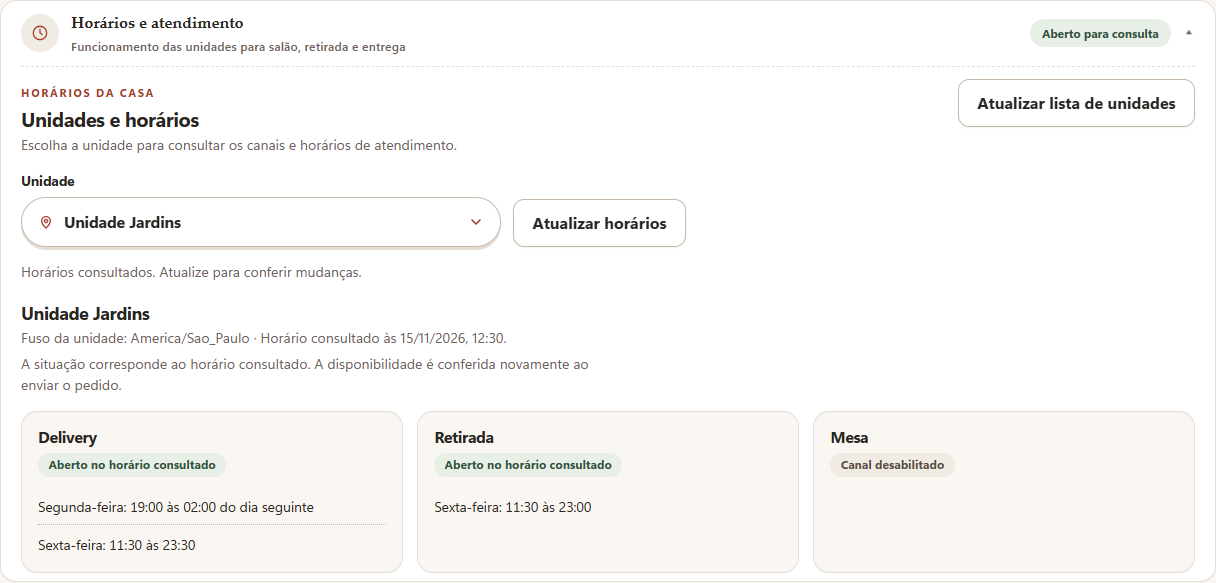 Horários e atendimento
Funcionamento das unidades para salão, retirada e entrega
Aberto para consulta
HORÁRIOS DA CASA
Unidades e horários
Escolha a unidade para consultar os canais e horários de atendimento.
Atualizar lista de unidades
Unidade
Unidade Jardins
Atualizar horários
Horários consultados. Atualize para conferir mudanças.
Unidade Jardins
Fuso da unidade: America/Sao_Paulo · Horário consultado às 15/11/2026, 12:30.
A situação corresponde ao horário consultado. A disponibilidade é conferida novamente ao
enviar o pedido.
Delivery
Aberto no horário consultado
Segunda-feira: 19:00 às 02:00 do dia seguinte
Sexta-feira: 11:30 às 23:30
Retirada
Aberto no horário consultado
Sexta-feira: 11:30 às 23:00
Mesa
Canal desabilitado